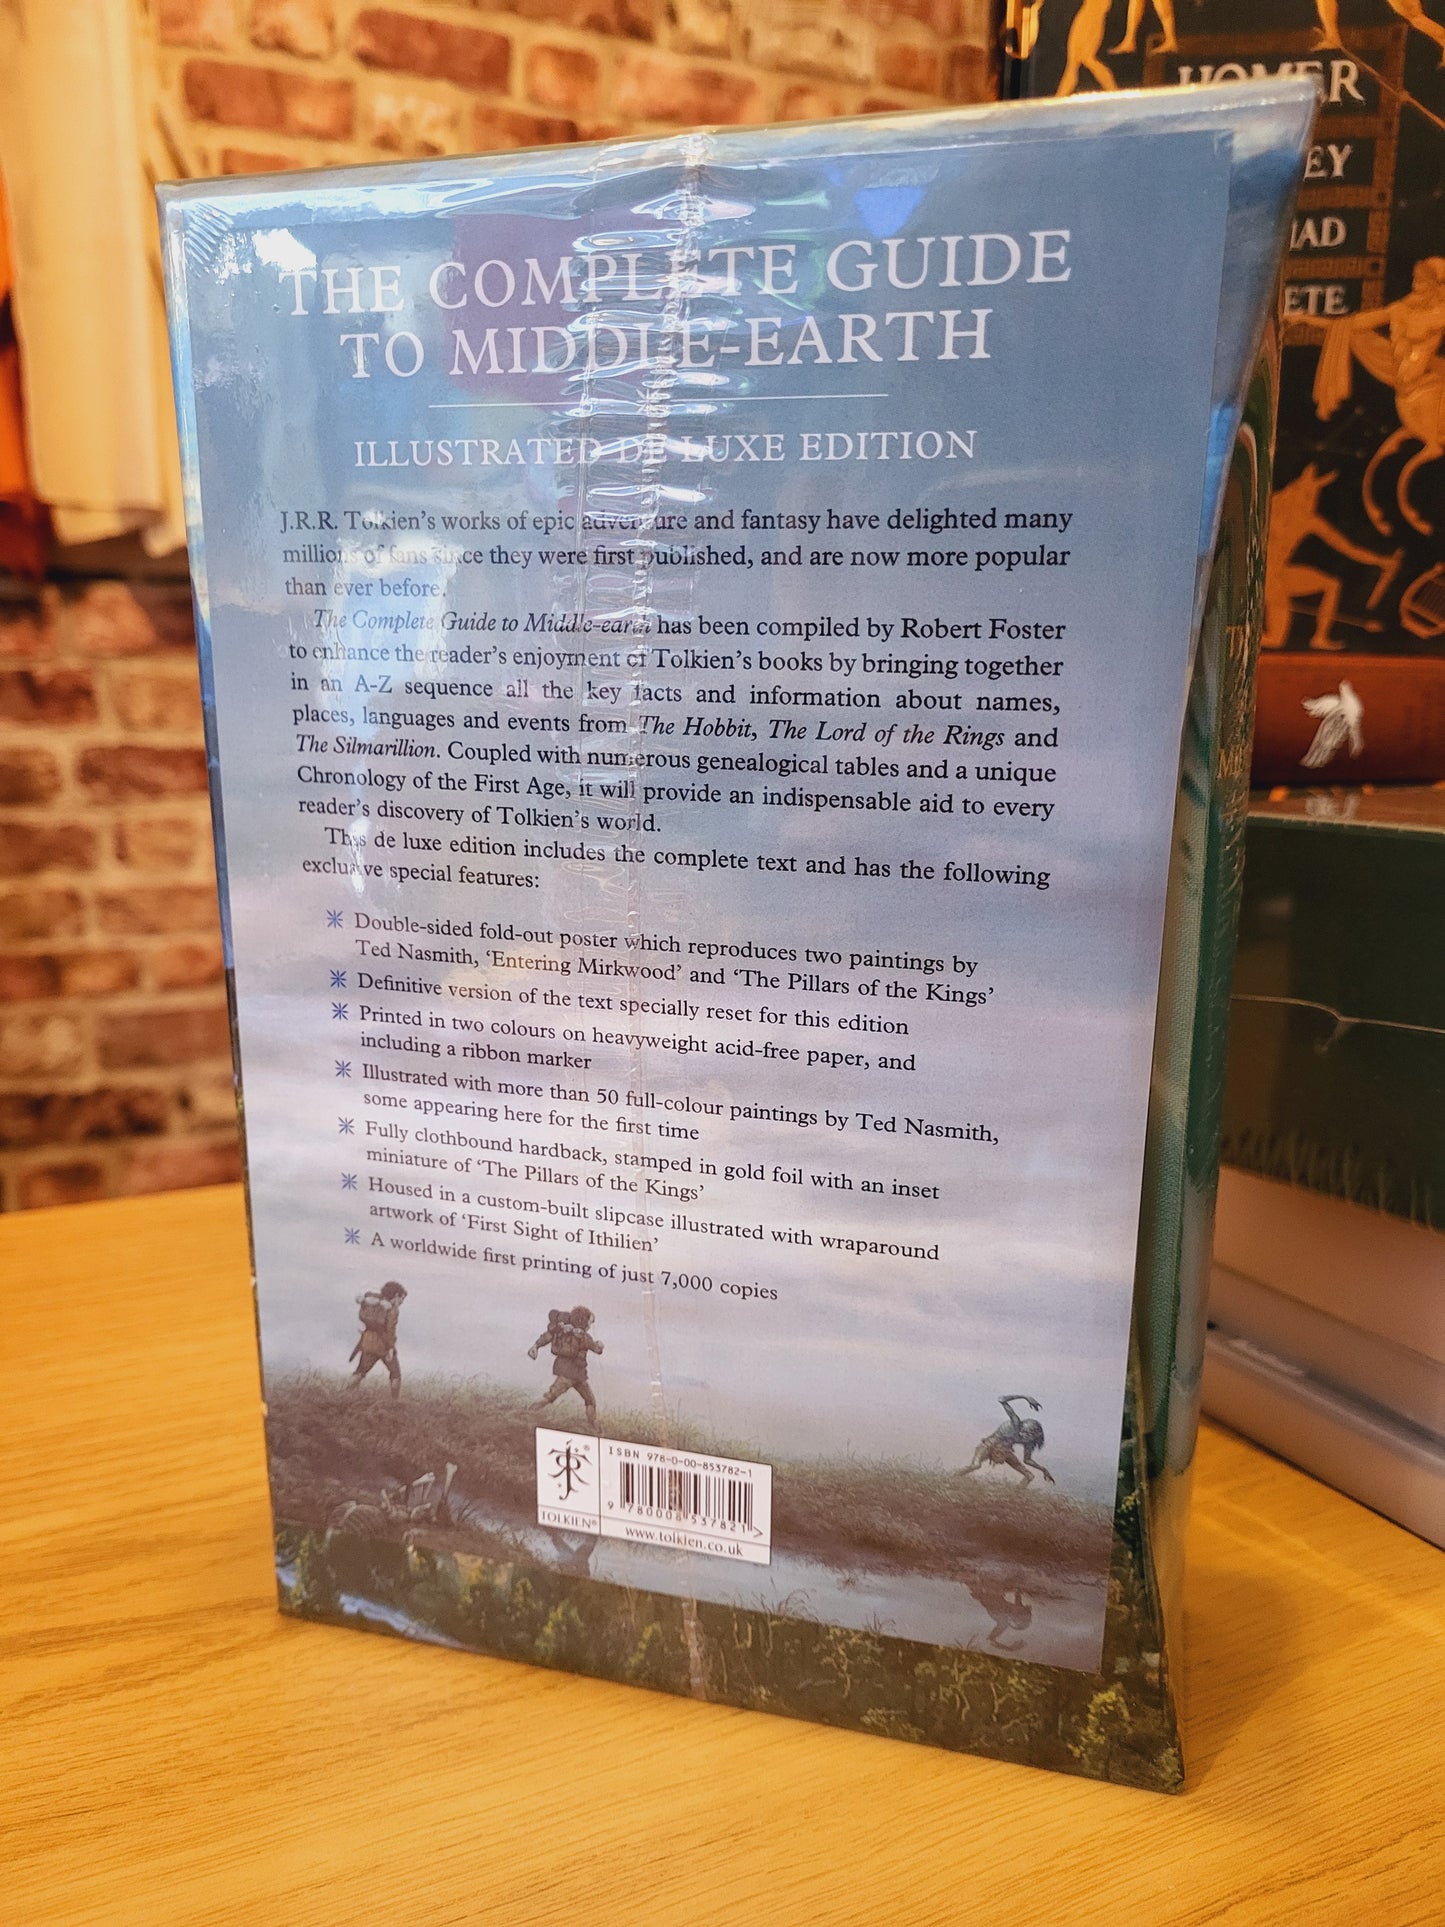 THE COMPLETE GUIDE
TO MIDDLE-EARTH
ILLUSTRATED DE LUXE EDITION
J.R.R. Tolkien's works of epic adventure and fantasy have delighted many
millions of fans since they were first published, and are now more popular
than ever before.
The Complete Guide to Middle-earth has been compiled by Robert Foster
to enhance the reader's enjoyment of Tolkien's books by bringing together
in an A-Z sequence all the key facts and information about names,
places, languages and events from The Hobbit, The Lord of the Rings and
The Silmarillion. Coupled with numerous genealogical tables and a unique
Chronology of the First Age, it will provide an indispensable aid to every
reader's discovery of Tolkien's world.
This de luxe edition includes the complete text and has the following
exclusive special features:
Double-sided fold-out poster which reproduces two paintings by
Ted Nasmith, 'Entering Mirkwood' and 'The Pillars of the Kings'
Definitive version of the text specially reset for this edition
Printed in two colours on heavyweight acid-free paper, and
including a ribbon marker
Illustrated with more than 50 full-colour paintings by Ted Nasmith,
some appearing here for the first time
Fully clothbound hardback, stamped in gold foil with an inset
miniature of 'The Pillars of the Kings'
Housed in a custom-built slipcase illustrated with wraparound
artwork of 'First Sight of Ithilien'
A worldwide first printing of just 7,000 copies
ISBN 978-0-00-853782-1
9 780008 537821 >
TOLKIEN®
www.tolkien.co.uk
HOMER
EY
IAD
ETE